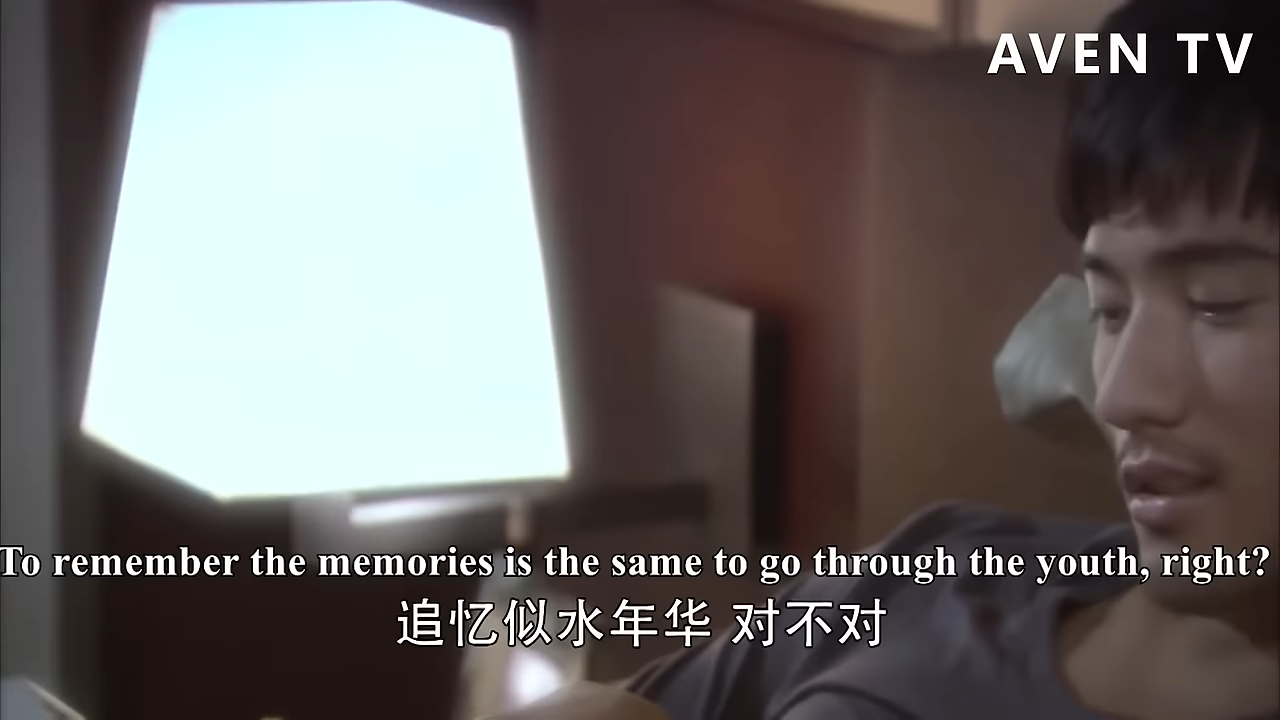 AVEN TV
To remember the memories is the same to go through the youth, right?
追忆似水年华 对不对